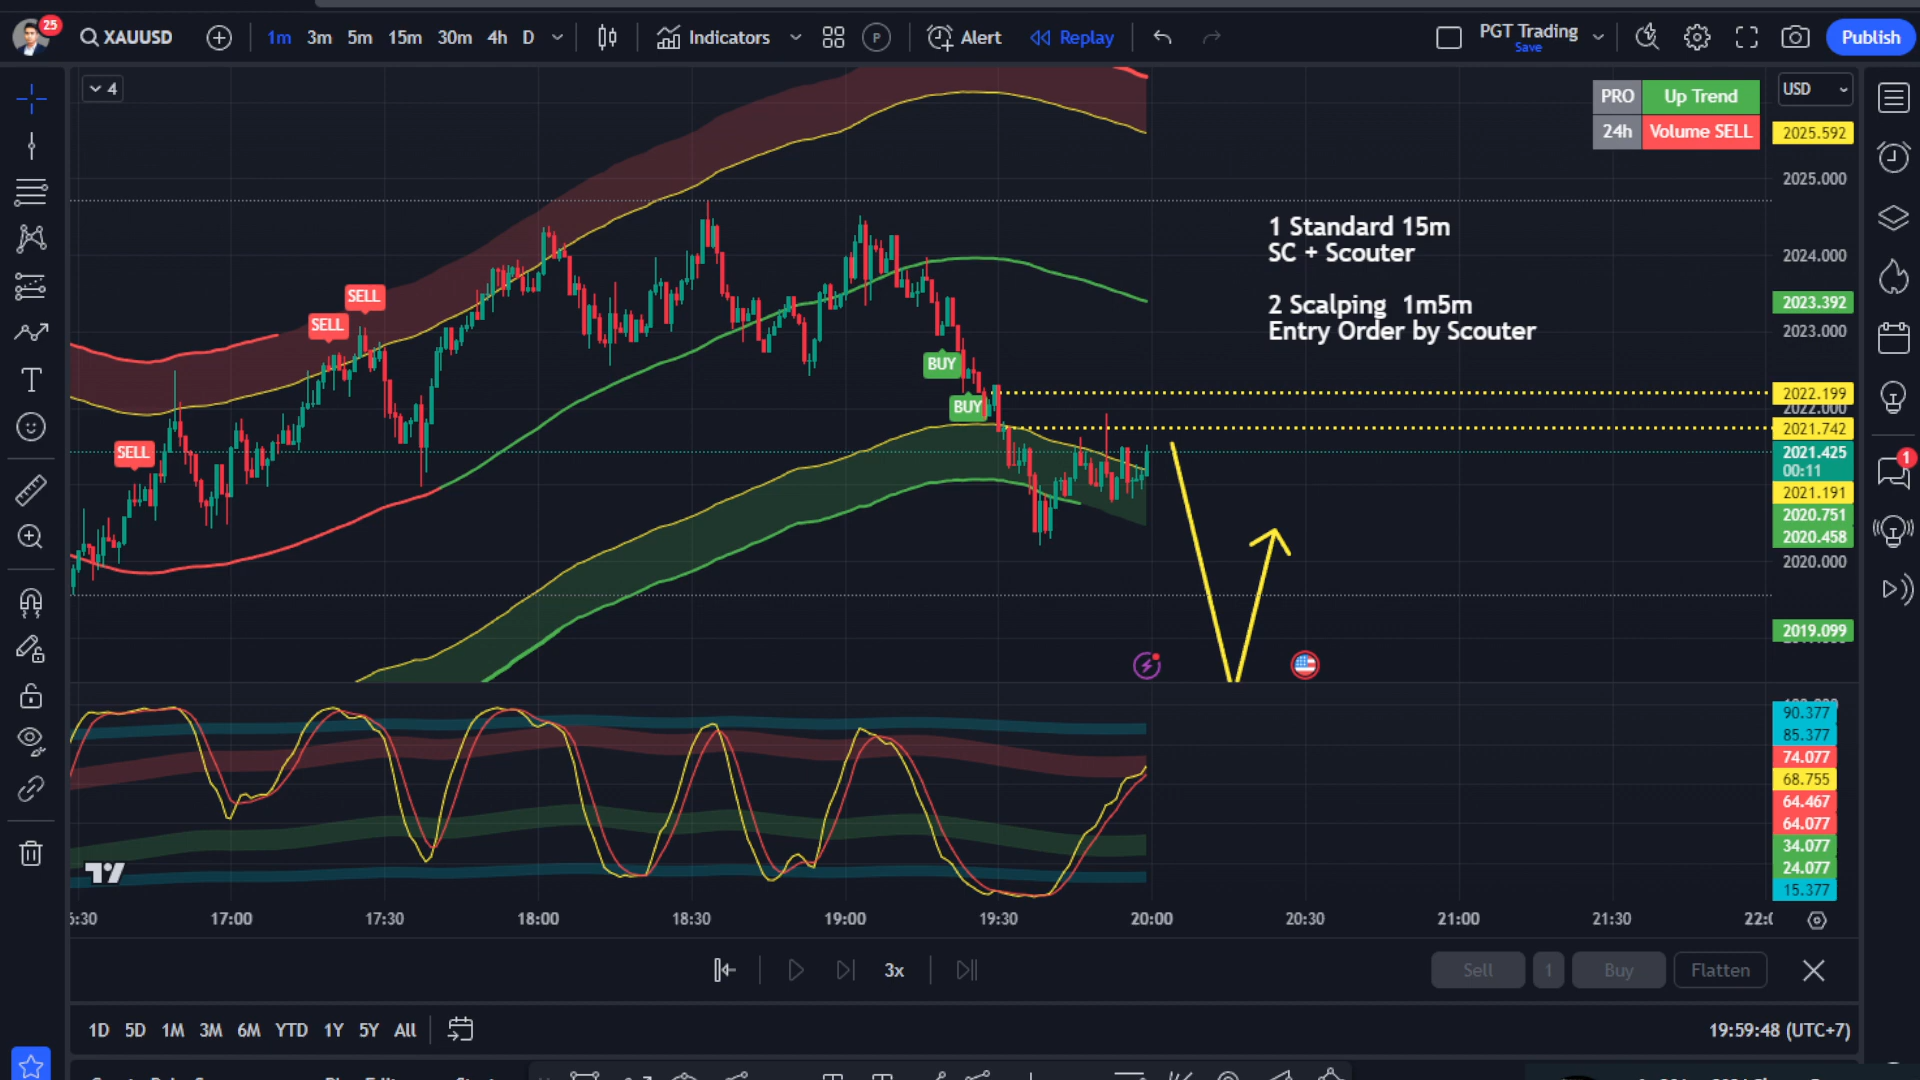 25
XAUUSD
1m 3m 5m 15m 30m 4h D
Indicators
P
Alert
Replay
PGT Trading
Save
Publish
4
PRO Up Trend
24h Volume SELL
USD
2025.592
2025.000
2024.000
2023.392
2023.000
2022.199
2022.000
2021.742
2021.425
00:11
2021.191
2020.751
2020.458
2020.000
2019.099
1 Standard 15m
SC + Scouter
2 Scalping 1m5m
Entry Order by Scouter
SELL
SELL
SELL
BUY
BUY
1
90.377
85.377
74.077
68.755
64.467
64.077
34.077
24.077
15.377
17:00 17:30 18:00 18:30 19:00 19:30 20:00 20:30 21:00 21:30
3x
Sell 1 Buy Flatten
1D 5D 1M 3M 6M YTD 1Y 5Y All
19:59:48 (UTC+7)